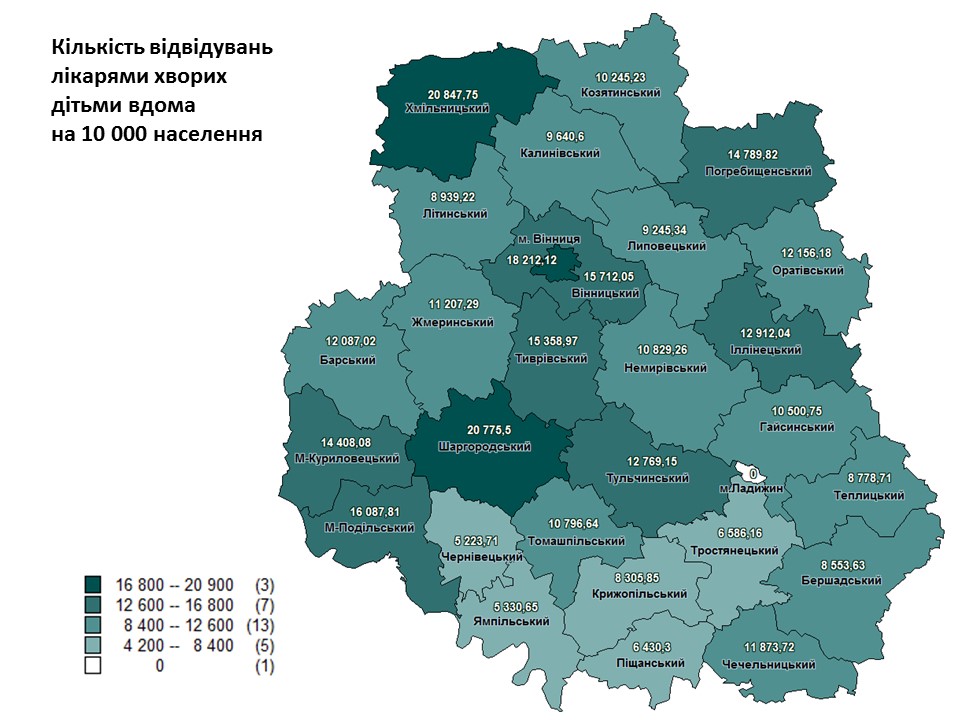 Кількість відвідувань
лікарями хворих
дітьми вдома
на 10 000 населення
20 847,75
Хмільницький
10 245,23
Козятинський
9 640,6
Калинівський
14 789,82
Погребищенський
8 939,22
Літинський
9 245,34
Липовецький
м. Вінниця
18 212,12
15 712,05
Вінницький
12 156,18
Оратівський
11 207,29
Жмеринський
12 087,02
Барський
15 358,97
Тиврівський
10 829,26
Немирівський
12 912,04
Іллінецький
10 500,75
Гайсинський
20 775,5
Шаргородський
14 408,08
М-Куриловецький
12 769,15
Тульчинський
0
м.Ладижин
8 778,71
Теплицький
16 087,81
М-Подільський
5 223,71
Чернівецький
10 796,64
Томашпільський
6 586,16
Тростянецький
8 553,63
Бершадський
8 305,85
Крижопільський
5 330,65
Ямпільський
6 430,3
Піщанський
11 873,72
Чечельницький
16 800 -- 20 900 (3)
12 600 -- 16 800 (7)
8 400 -- 12 600 (13)
4 200 -- 8 400 (5)
0 (1)